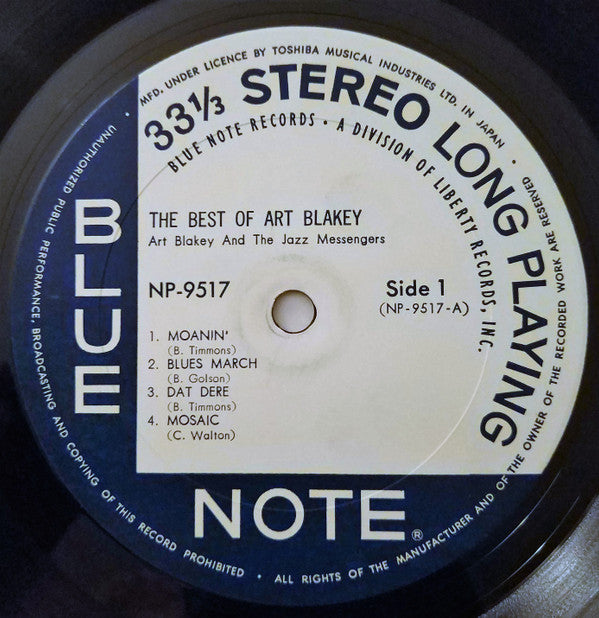 MFD. UNDER LICENCE BY TOSHIBA MUSICAL INDUSTRIES LTD. IN JAPAN •
33⅓ STEREO LONG PLAYING
BLUE NOTE RECORDS • A DIVISION OF LIBERTY RECORDS, INC.
THE BEST OF ART BLAKEY
Art Blakey And The Jazz Messengers
NP-9517
Side 1
(NP-9517-A)
1. MOANIN'
(B. Timmons)
2. BLUES MARCH
(B. Golson)
3. DAT DERE
(B. Timmons)
4. MOSAIC
(C. Walton)
BLUE
NOTE®
UNAUTHORIZED PUBLIC PERFORMANCE, BROADCASTING AND COPYING OF THIS RECORD PROHIBITED • ALL RIGHTS OF THE MANUFACTURER AND OF THE OWNER OF THE RECORDED WORK ARE RESERVED